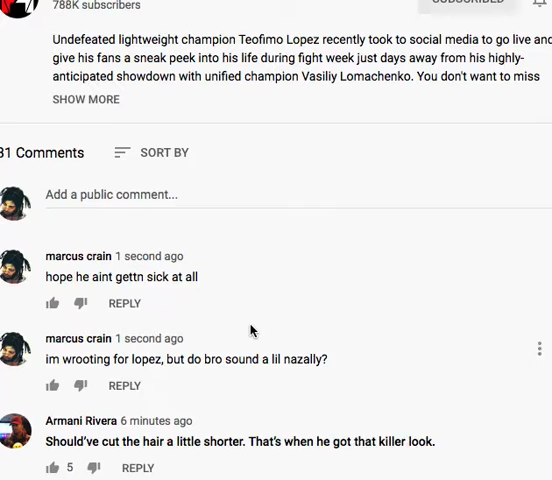 788K subscribers
SUBSCRIBED
Undefeated lightweight champion Teofimo Lopez recently took to social media to go live and
give his fans a sneak peek into his life during fight week just days away from his highly-
anticipated showdown with unified champion Vasiliy Lomachenko. You don't want to miss
SHOW MORE
31 Comments SORT BY
Add a public comment...
marcus crain 1 second ago
hope he aint gettn sick at all
REPLY
marcus crain 1 second ago
im wrooting for lopez, but do bro sound a lil nazally?
REPLY
Armani Rivera 6 minutes ago
Should've cut the hair a little shorter. That's when he got that killer look.
5 REPLY